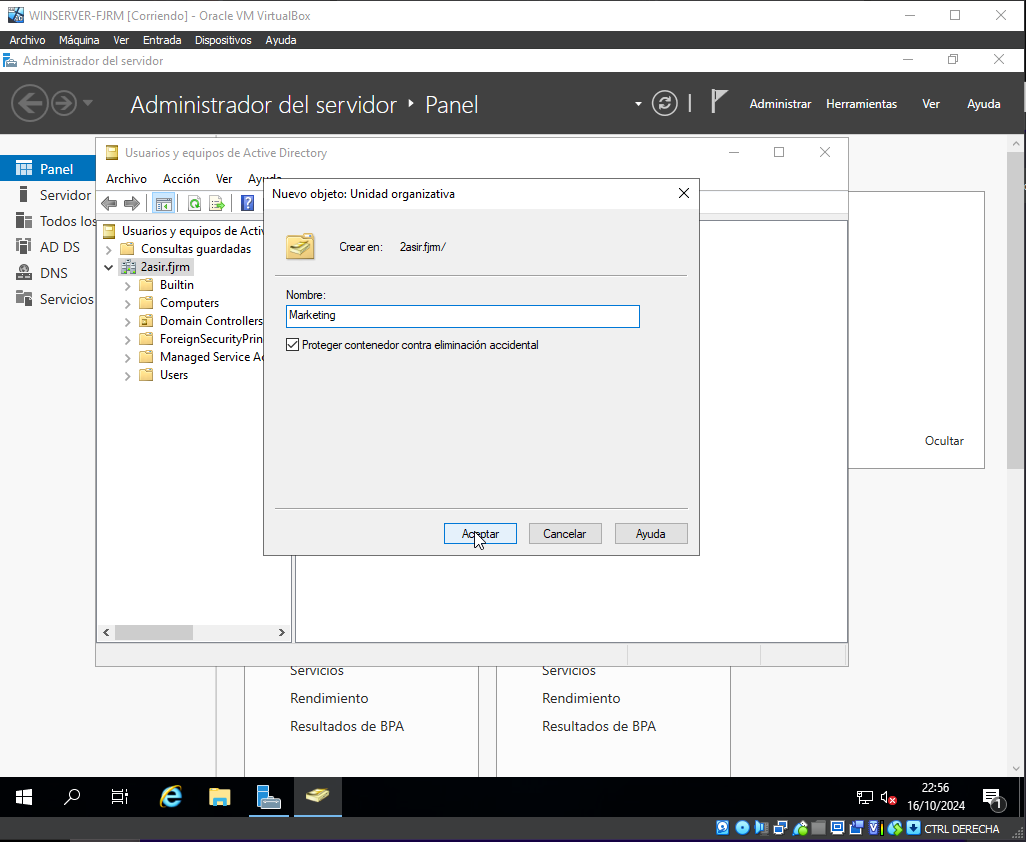 WINSERVER-FJRM [Corriendo] - Oracle VM VirtualBox
Archivo Máquina Ver Entrada Dispositivos Ayuda
Administrador del servidor
Administrador del servidor ‣ Panel
Administrar Herramientas Ver Ayuda
Usuarios y equipos de Active Directory
Archivo Acción Ver Ayuda
Panel
Servidor
Todos los
AD DS
DNS
Servicios
Usuarios y equipos de Activ
Consultas guardadas
2asir.fjrm
Builtin
Computers
Domain Controllers
ForeignSecurityPrin
Managed Service Ac
Users
Nuevo objeto: Unidad organizativa
Crear en: 2asir.fjrm/
Nombre:
Marketing
Proteger contenedor contra eliminación accidental
Aceptar Cancelar Ayuda
Ocultar
Servicios Servicios
Rendimiento Rendimiento
Resultados de BPA Resultados de BPA
22:56
16/10/2024
1
CTRL DERECHA